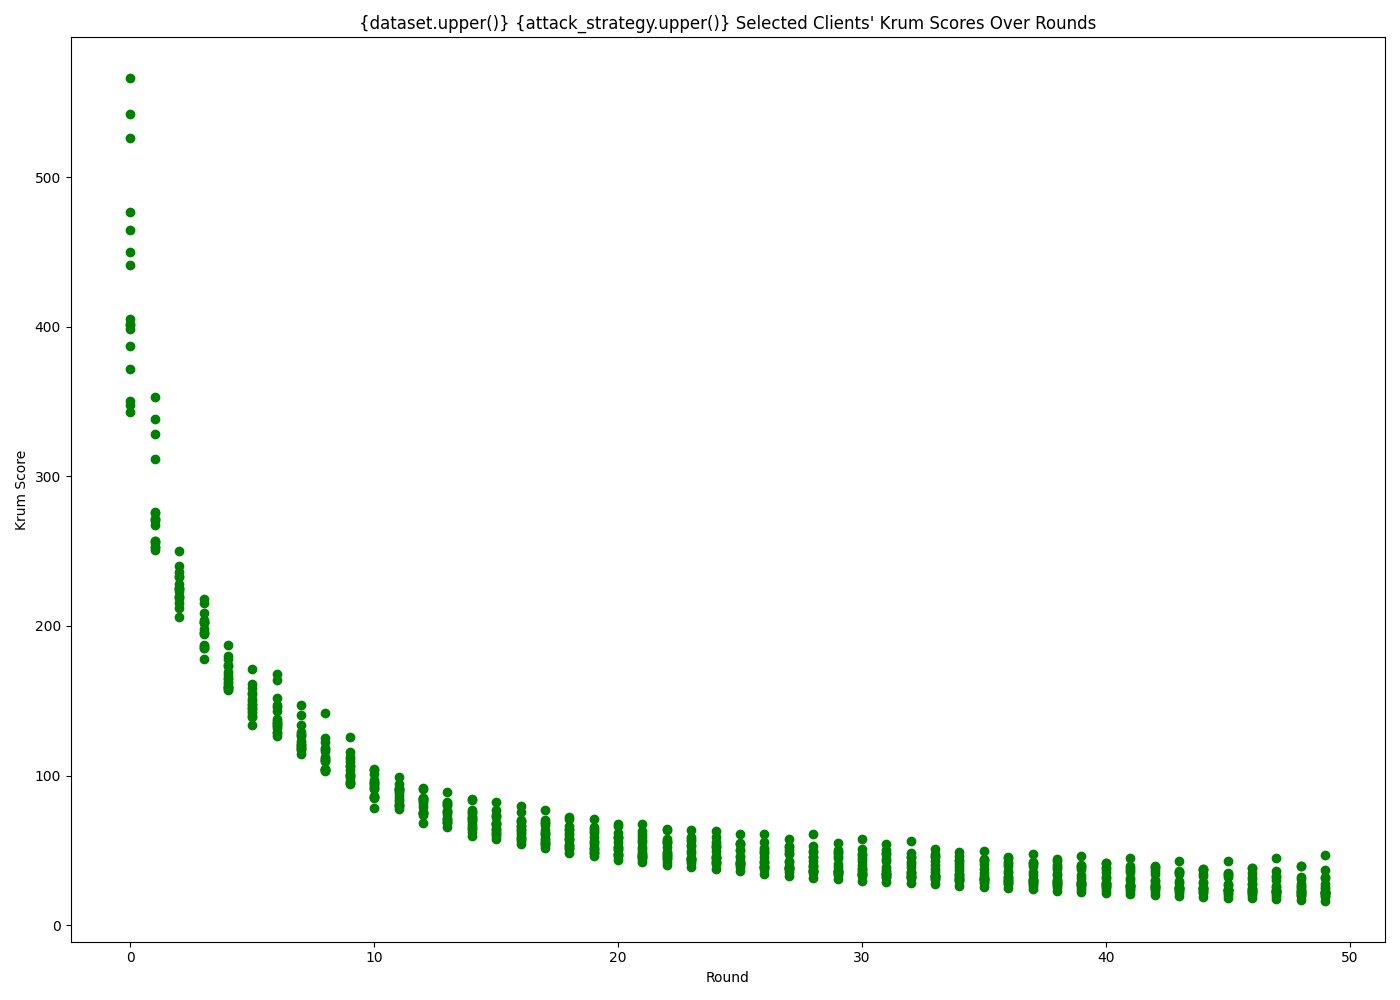 {dataset.upper()} {attack_strategy.upper()} Selected Clients' Krum Scores Over Rounds
500
400
300
200
100
0
Krum Score
0 10 20 30 40 50
Round